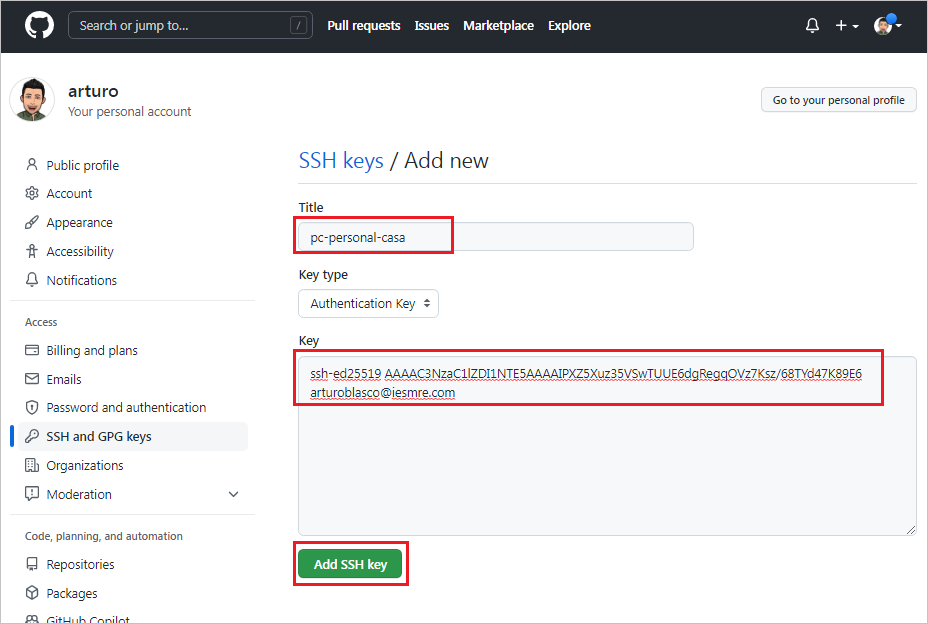 Search or jump to... /
Pull requests Issues Marketplace Explore
arturo
Your personal account
Go to your personal profile
Public profile
Account
Appearance
Accessibility
Notifications
Access
Billing and plans
Emails
Password and authentication
SSH and GPG keys
Organizations
Moderation
Code, planning, and automation
Repositories
Packages
GitHub Copilot
SSH keys / Add new
Title
pc-personal-casa
Key type
Authentication Key
Key
ssh-ed25519 AAAAC3NzaC1lZDI1NTE5AAAAIPXZ5Xuz35VSwTUUE6dgRegqOVz7Ksz/68TYd47K89E6
arturoblasco@iesmre.com
Add SSH key